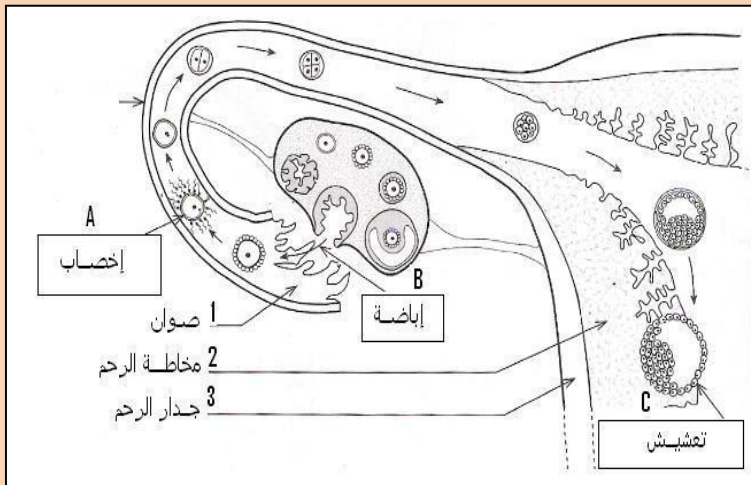 A
إخصاب
B
إباضة
1 صوان
2 مخاطة الرحم
3 جدار الرحم
C
تعشيش